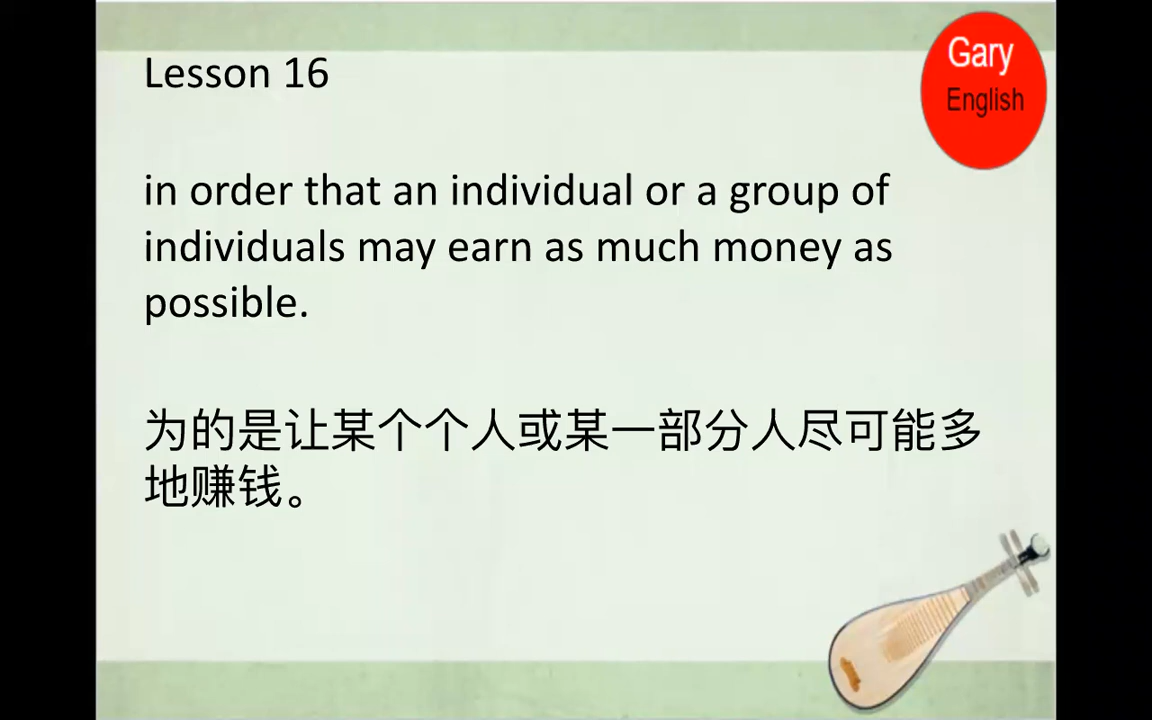 Lesson 16
Gary
English
in order that an individual or a group of
individuals may earn as much money as
possible.
为的是让某个个人或某一部分人尽可能多
地赚钱。